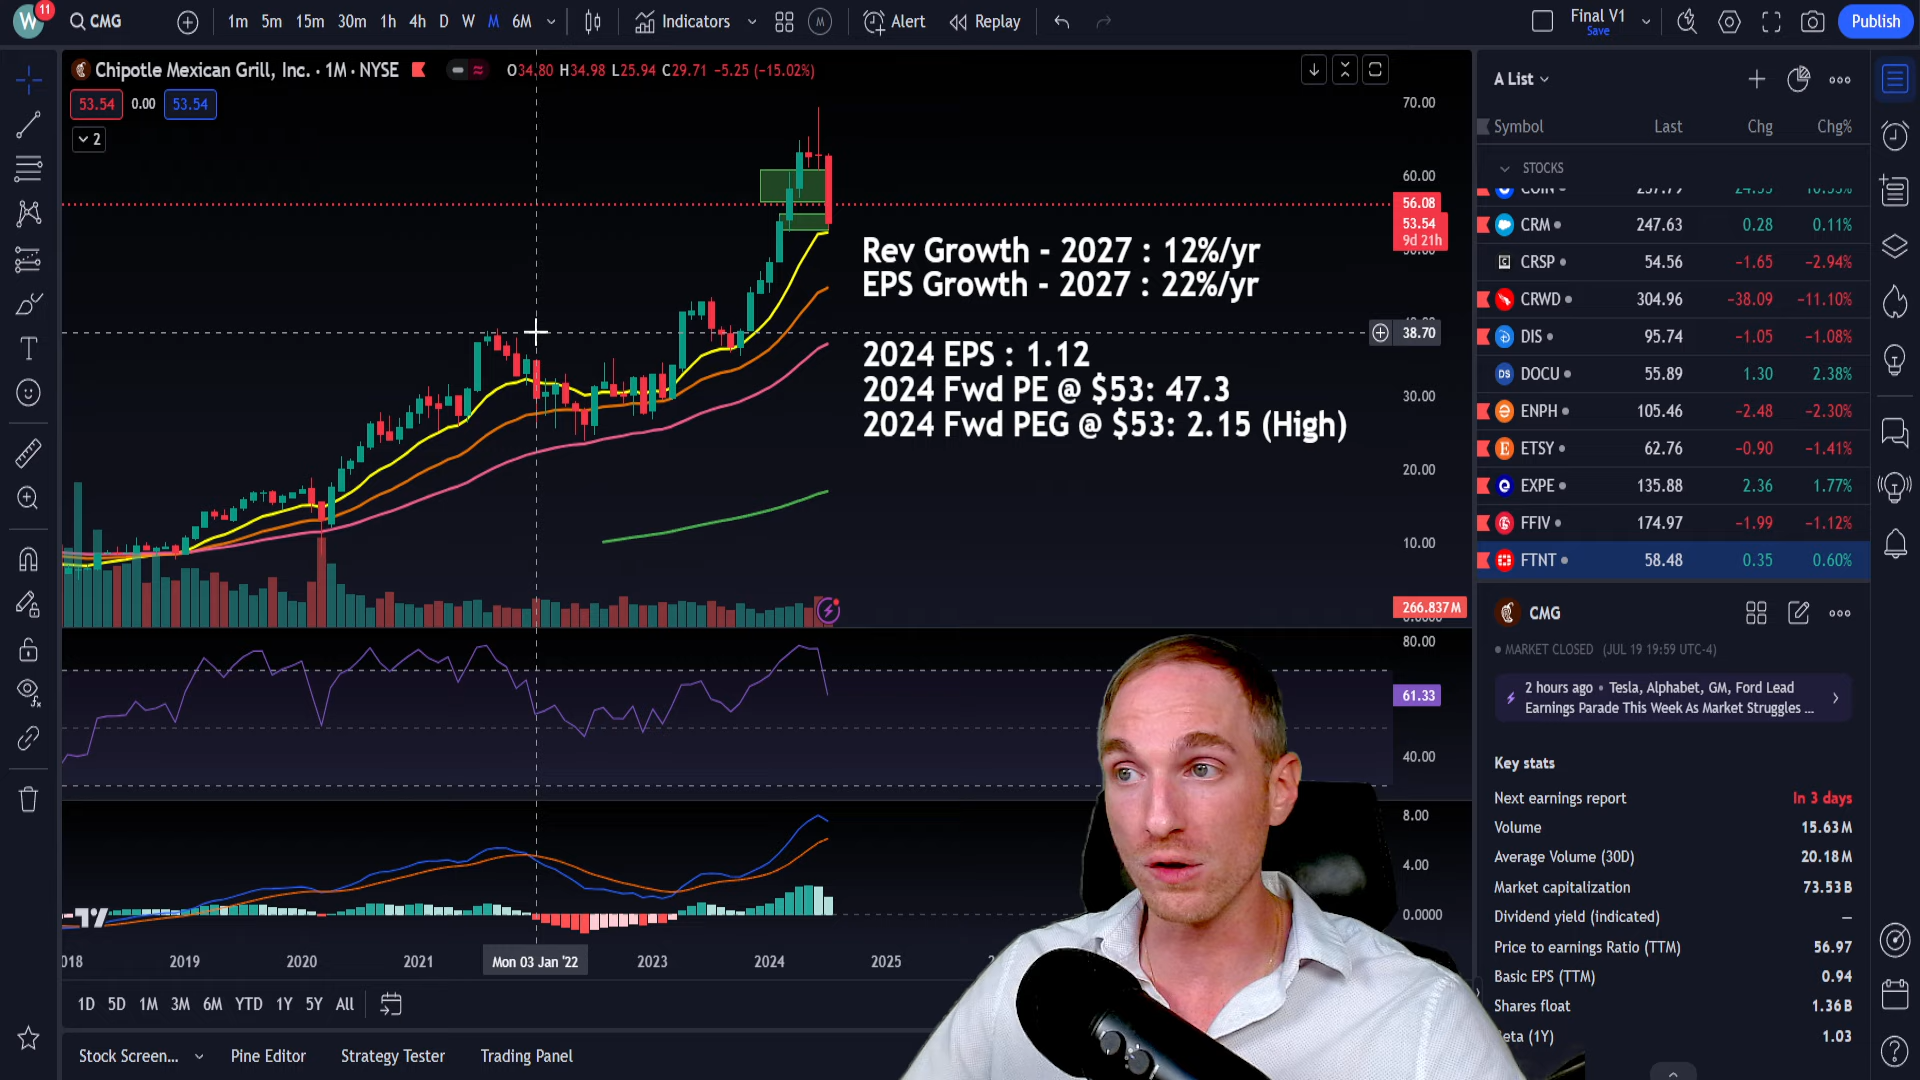 W
11
CMG
1m 5m 15m 30m 1h 4h D W M 6M
Indicators
M
Alert
Replay
Final V1
Save
Publish
Chipotle Mexican Grill, Inc. · 1M · NYSE
O34.80 H34.98 L25.94 C29.71 −5.25 (−15.02%)
53.54 0.00 53.54
2
70.00
60.00
56.08
53.54
9d 21h
38.70
30.00
20.00
10.00
266.837M
Rev Growth - 2027 : 12%/yr
EPS Growth - 2027 : 22%/yr
2024 EPS : 1.12
2024 Fwd PE @ $53: 47.3
2024 Fwd PEG @ $53: 2.15 (High)
80.00
61.33
40.00
8.00
4.00
0.0000
018 2019 2020 2021 Mon 03 Jan '22 2023 2024 2025
1D 5D 1M 3M 6M YTD 1Y 5Y All
Stock Screen... Pine Editor Strategy Tester Trading Panel
A List
Symbol Last Chg Chg%
STOCKS
CRM 247.63 0.28 0.11%
CRSP 54.56 −1.65 −2.94%
CRWD 304.96 −38.09 −11.10%
DIS 95.74 −1.05 −1.08%
DS DOCU 55.89 1.30 2.38%
ENPH 105.46 −2.48 −2.30%
E ETSY 62.76 −0.90 −1.41%
EXPE 135.88 2.36 1.77%
FFIV 174.97 −1.99 −1.12%
FTNT 58.48 0.35 0.60%
CMG
MARKET CLOSED (JUL 19 19:59 UTC-4)
2 hours ago • Tesla, Alphabet, GM, Ford Lead
Earnings Parade This Week As Market Struggles ...
Key stats
Next earnings report In 3 days
Volume 15.63M
Average Volume (30D) 20.18M
Market capitalization 73.53B
Dividend yield (indicated) —
Price to earnings Ratio (TTM) 56.97
Basic EPS (TTM) 0.94
Shares float 1.36B
eta (1Y) 1.03